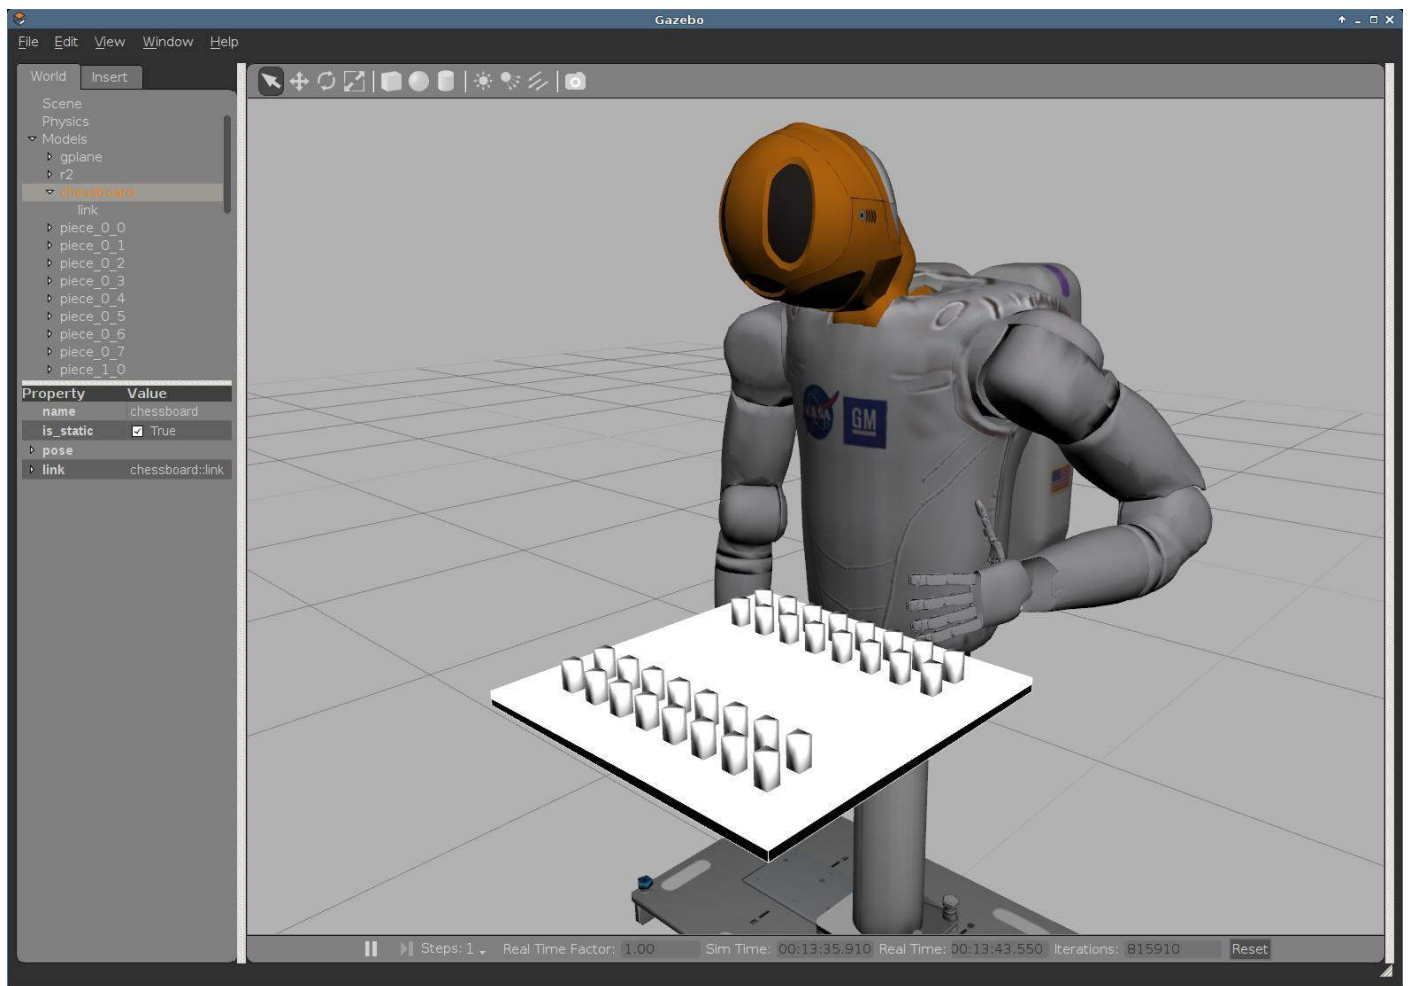 Gazebo
File Edit View Window Help
World Insert
Scene
Physics
Models
gplane
r2
chessboard
link
piece_0_0
piece_0_1
piece_0_2
piece_0_3
piece_0_4
piece_0_5
piece_0_6
piece_0_7
piece_1_0
Property Value
name chessboard
is_static True
pose
link chessboard::link
NASA
GM
Steps: 1 Real Time Factor: 1.00 Sim Time: 00:13:35.910 Real Time: 00:13:43.550 Iterations: 815910 Reset